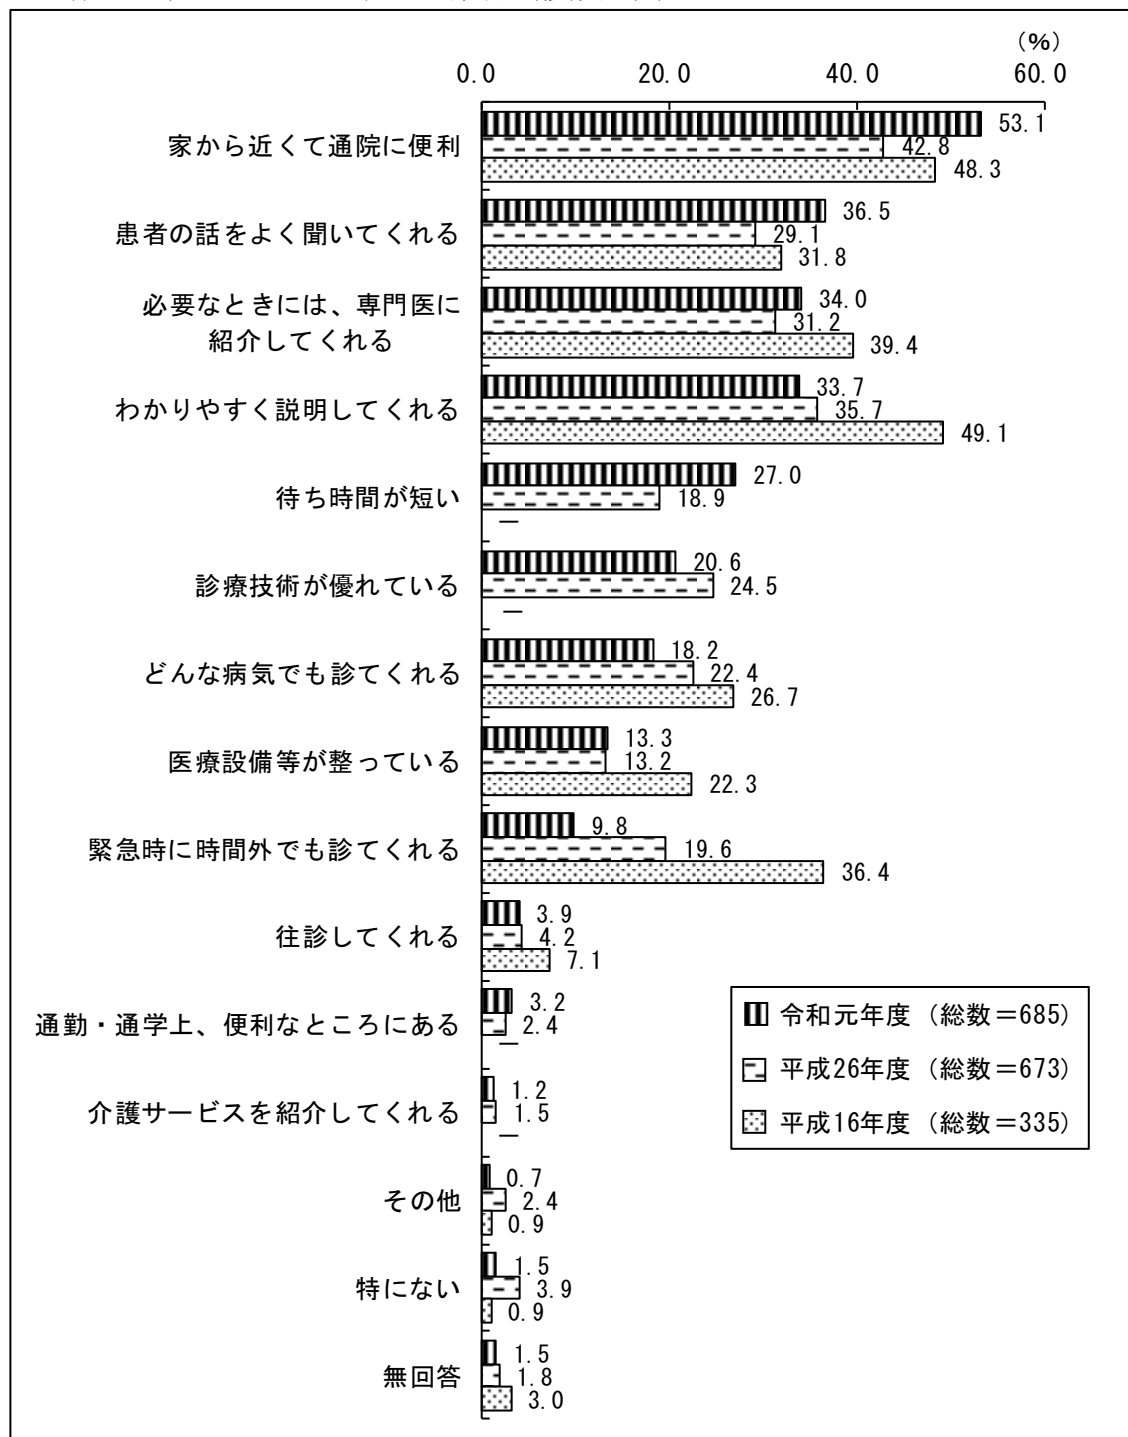 （%）
0.0 20.0 40.0 60.0
家から近くて通院に便利
53.1
42.8
48.3
患者の話をよく聞いてくれる
36.5
29.1
31.8
必要なときには、専門医に
紹介してくれる
34.0
31.2
39.4
わかりやすく説明してくれる
33.7
35.7
49.1
待ち時間が短い
27.0
18.9
－
診療技術が優れている
20.6
24.5
－
どんな病気でも診てくれる
18.2
22.4
26.7
医療設備等が整っている
13.3
13.2
22.3
緊急時に時間外でも診てくれる
9.8
19.6
36.4
往診してくれる
3.9
4.2
7.1
通勤・通学上、便利なところにある
3.2
2.4
－
介護サービスを紹介してくれる
1.2
1.5
－
その他
0.7
2.4
0.9
特にない
1.5
3.9
0.9
無回答
1.5
1.8
3.0
令和元年度（総数＝685）
平成26年度（総数＝673）
平成16年度（総数＝335）